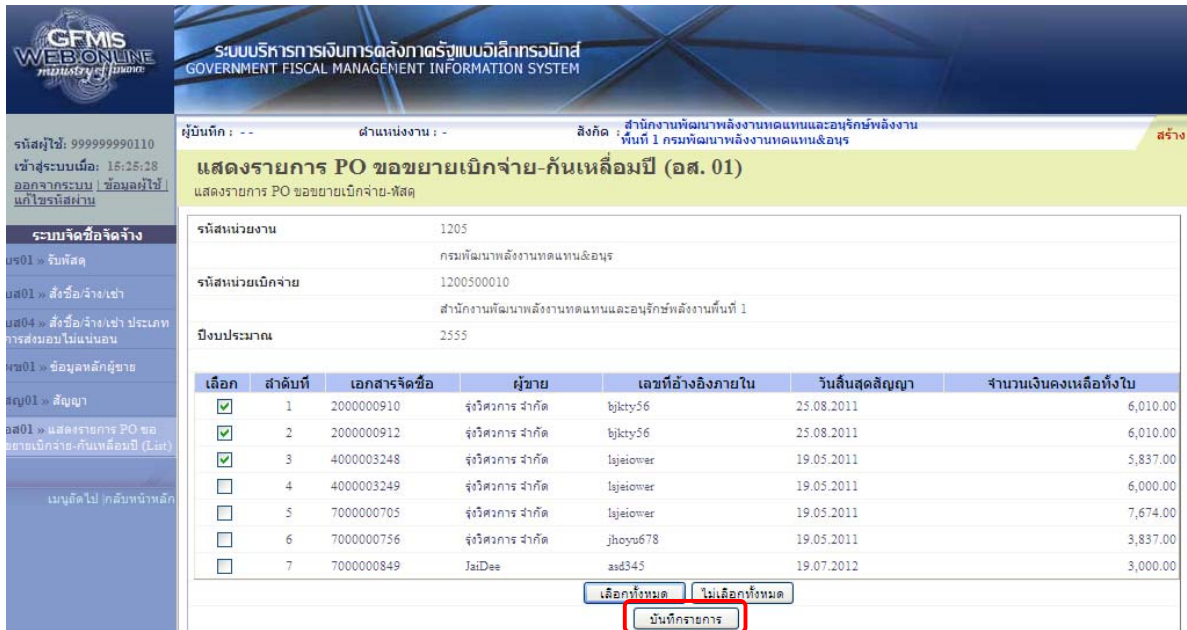 GFMIS
WEB ONLINE
ministry of finance
ระบบบริหารการเงินการคลังภาครัฐแบบอิเล็กทรอนิกส์
GOVERNMENT FISCAL MANAGEMENT INFORMATION SYSTEM
รหัสผู้ใช้: 999999990110
เข้าสู่ระบบเมื่อ: 15:25:28
ออกจากระบบ | ข้อมูลผู้ใช้ |
แก้ไขรหัสผ่าน
ระบบจัดซื้อจัดจ้าง
บร01 » รับพัสดุ
บส01 » สั่งซื้อ/จ้าง/เช่า
บส04 » สั่งซื้อ/จ้าง/เช่า ประเภท
การส่งมอบไม่แน่นอน
ผข01 » ข้อมูลหลักผู้ขาย
สญ01 » สัญญา
อส01 » แสดงรายการ PO ขอ
ขยายเบิกจ่าย-กันเหลื่อมปี (List)
เมนูถัดไป |กลับหน้าหลัก
ผู้บันทึก : - - ตำแหน่งงาน : - สังกัด : สำนักงานพัฒนาพลังงานทดแทนและอนุรักษ์พลังงาน
พื้นที่ 1 กรมพัฒนาพลังงานทดแทน&อนุร
สร้าง
แสดงรายการ PO ขอขยายเบิกจ่าย-กันเหลื่อมปี (อส. 01)
แสดงรายการ PO ขอขยายเบิกจ่าย-พัสดุ
รหัสหน่วยงาน 1205
กรมพัฒนาพลังงานทดแทน&อนุร
รหัสหน่วยเบิกจ่าย 1200500010
สำนักงานพัฒนาพลังงานทดแทนและอนุรักษ์พลังงานพื้นที่ 1
ปีงบประมาณ 2555
เลือก ลำดับที่ เอกสารจัดซื้อ ผู้ขาย เลขที่อ้างอิงภายใน วันสิ้นสุดสัญญา จำนวนเงินคงเหลือทั้งใบ
1 2000000910 รุ่งวิศวการ จำกัด bjkty56 25.08.2011 6,010.00
2 2000000912 รุ่งวิศวการ จำกัด bjkty56 25.08.2011 6,010.00
3 4000003248 รุ่งวิศวการ จำกัด lsjeiower 19.05.2011 5,837.00
4 4000003249 รุ่งวิศวการ จำกัด lsjeiower 19.05.2011 6,000.00
5 7000000705 รุ่งวิศวการ จำกัด lsjeiower 19.05.2011 7,674.00
6 7000000756 รุ่งวิศวการ จำกัด jhoyu678 19.05.2011 3,837.00
7 7000000849 JaiDee asd345 19.07.2012 3,000.00
เลือกทั้งหมด ไม่เลือกทั้งหมด
บันทึกรายการ